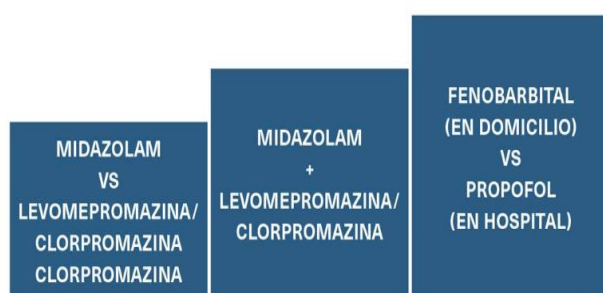 MIDAZOLAM
VS
LEVOMEPROMAZINA/
CLORPROMAZINA
CLORPROMAZINA
MIDAZOLAM
+
LEVOMEPROMAZINA/
CLORPROMAZINA
FENOBARBITAL
(EN DOMICILIO)
VS
PROPOFOL
(EN HOSPITAL)